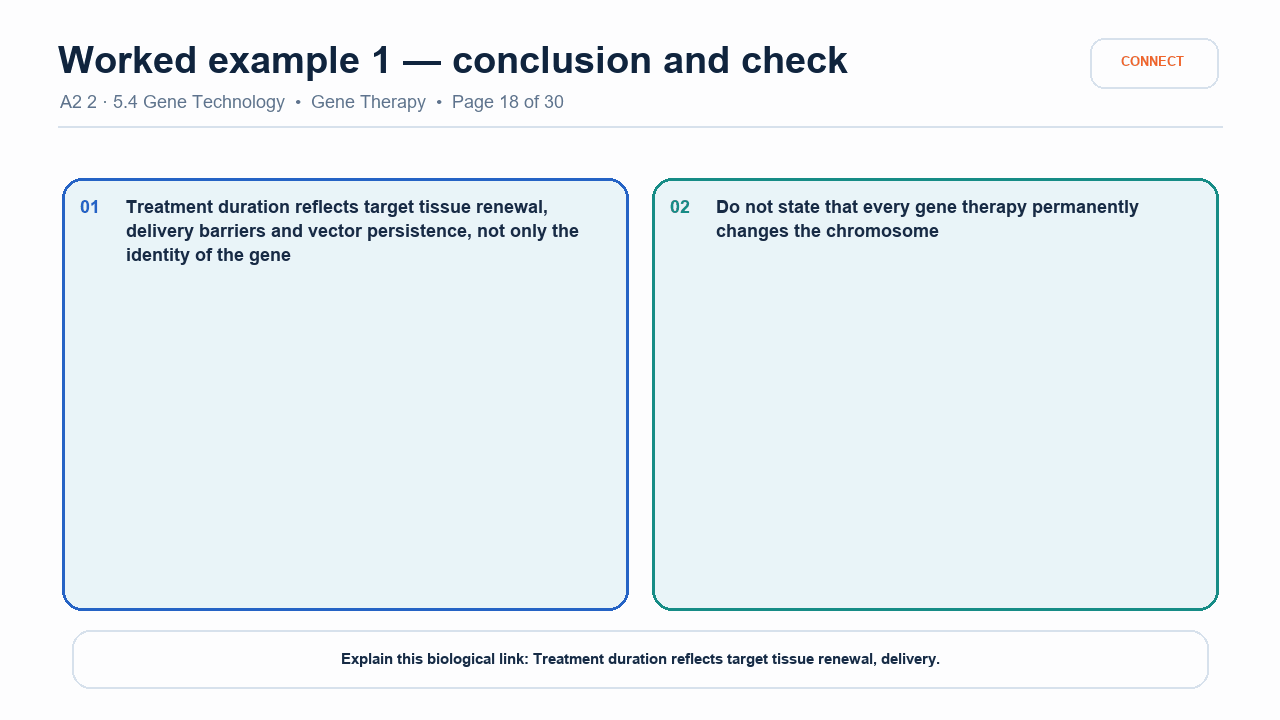 Worked example 1 — conclusion and check
CONNECT
A2 2 · 5.4 Gene Technology • Gene Therapy • Page 18 of 30
01 Treatment duration reflects target tissue renewal,
delivery barriers and vector persistence, not only the
identity of the gene
02 Do not state that every gene therapy permanently
changes the chromosome
Explain this biological link: Treatment duration reflects target tissue renewal, delivery.